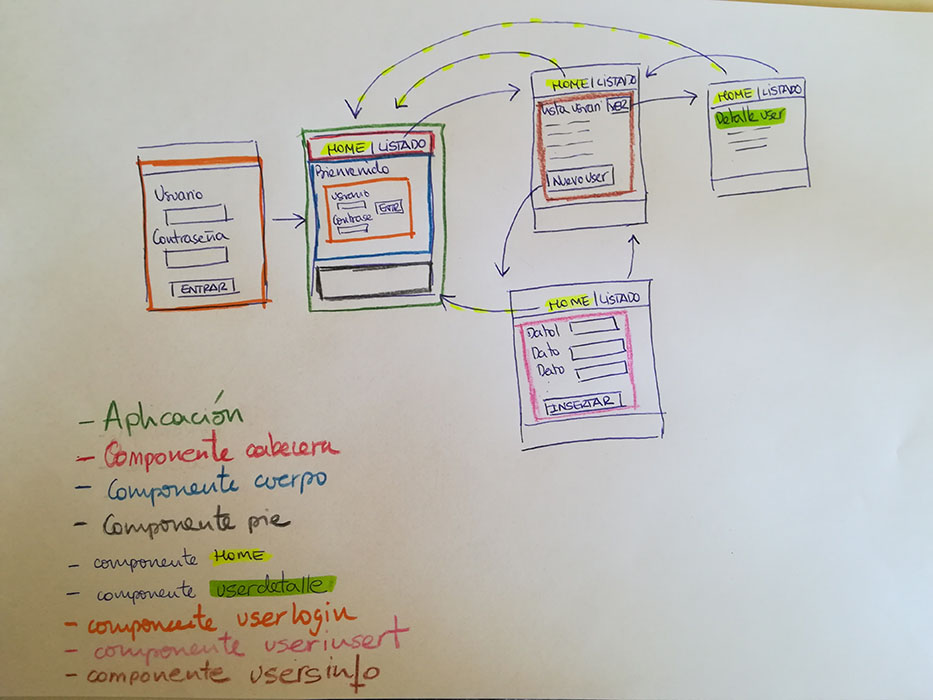 Usuario
Contraseña
ENTRAR
HOME | LISTADO
Bienvenido
usuario
Contrase
ENTR
HOME | LISTADO
lista usuari VER
Nuevo user
HOME | LISTADO
Detalle user
HOME | LISTADO
Dato1
Dato
Dato
INSERTAR
- Aplicación
- Componente cabecera
- Componente cuerpo
- Componente pie
- componente HOME
- componente userdetalle
- componente userlogin
- componente userinsert
- componente usersinfo